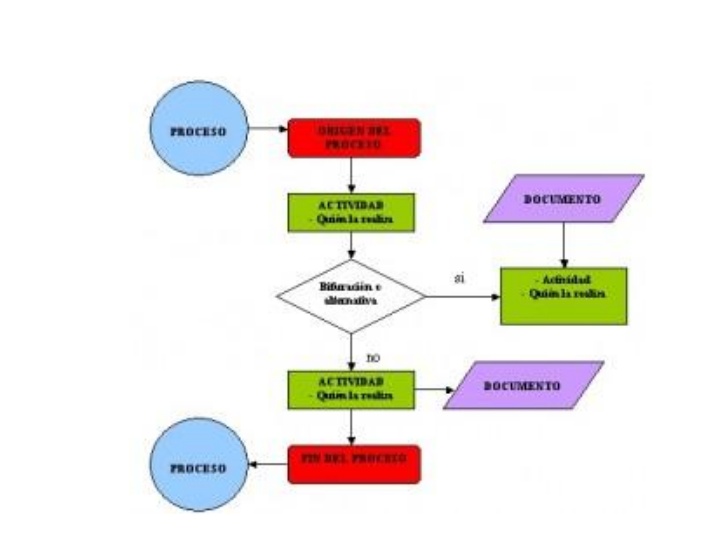 PROCESO
ORIGEN DEL
PROCESO
ACTIVIDAD
- Quién la realiza
DOCUMENTO
Bifuración o
alternativa
si
- Actividad
- Quién la realiza
no
ACTIVIDAD
- Quién la realiza
DOCUMENTO
FIN DEL PROCESO
PROCESO